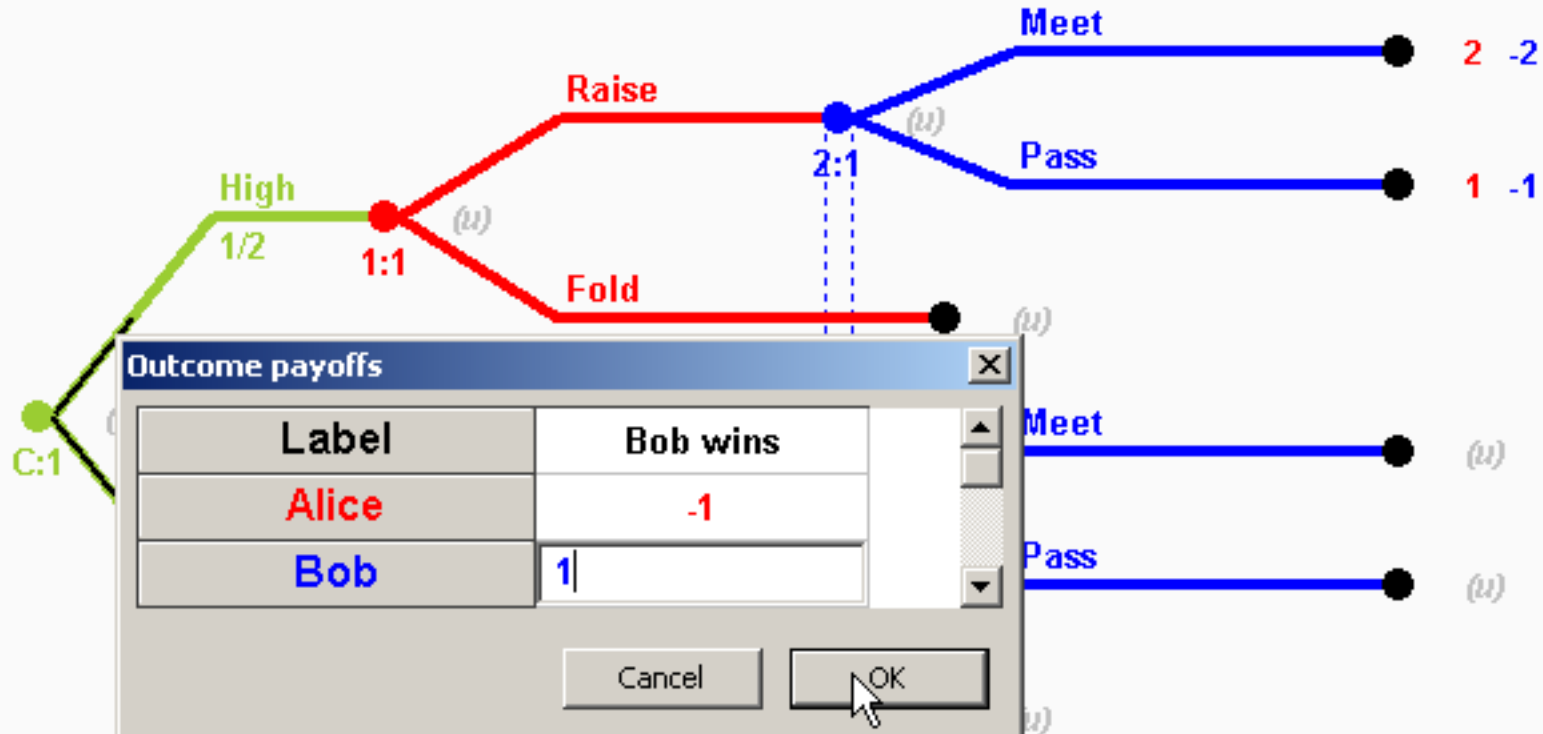 Meet
2 -2
Raise
(u)
2:1
Pass
1 -1
High
1/2
(u)
1:1
Fold
(u)
Outcome payoffs
Label Bob wins
Alice -1
Bob 1
C:1
Meet
(u)
Pass
(u)
Cancel OK
u)